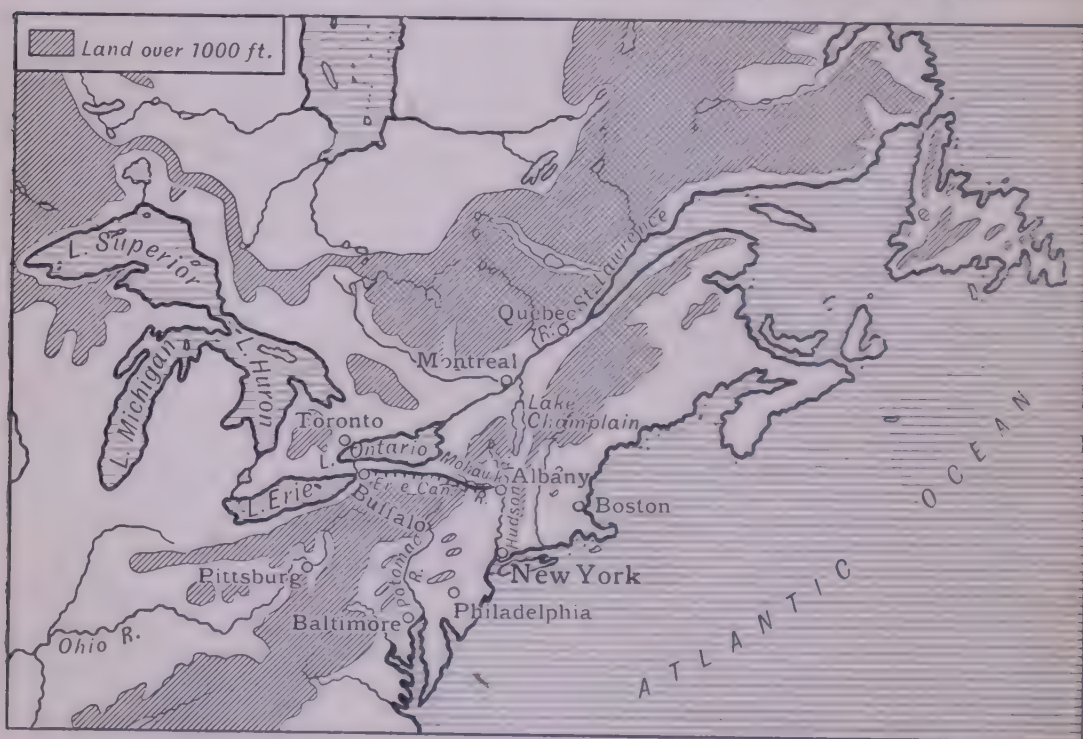 Land over 1000 ft.
L. Superior
L. Michigan
L. Huron
Quebec
R. St. Lawrence
Montreal
Lake
Champlain
Toronto
L. Ontario
Mohawk
R.
Erie Can.
Albany
L. Erie
Buffalo
Hudson
Boston
New York
Pittsburg
Potomac
R.
Philadelphia
Baltimore
Ohio R.
ATLANTIC
OCEAN